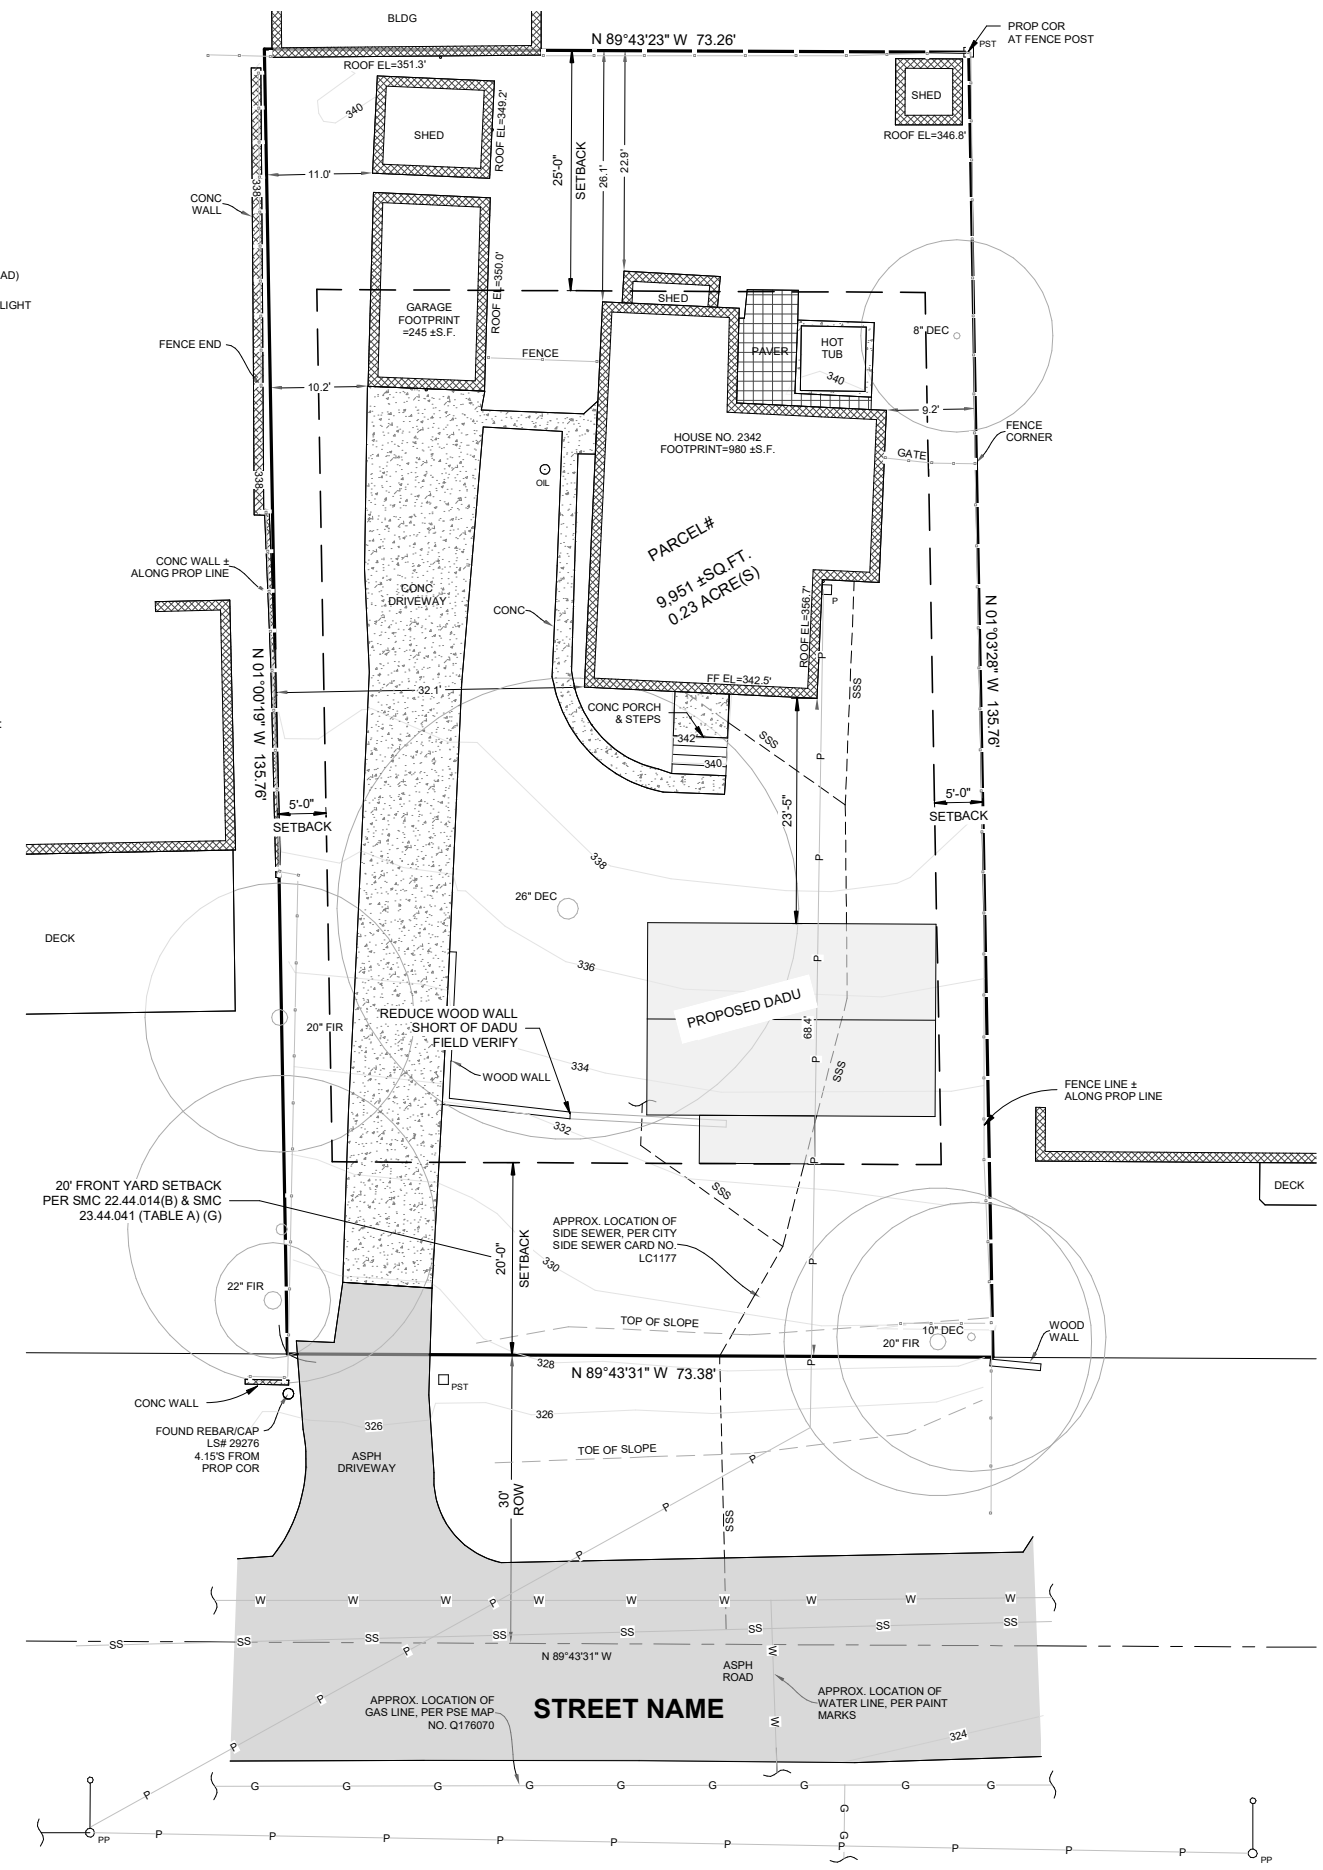 BLDG
N 89°43'23" W 73.26'
PROP COR
AT FENCE POST
PST
ROOF EL=351.3'
340
SHED
ROOF EL=349.2'
SHED
ROOF EL=346.8'
25'-0"
SETBACK
26.1'
22.9'
11.0'
338
CONC
WALL
AD)
LIGHT
ROOF EL=350.0'
GARAGE
FOOTPRINT
=245 ±S.F.
SHED
8" DEC
FENCE END
FENCE
PAVER
HOT
TUB
340
10.2'
9.2'
HOUSE NO. 2342
FOOTPRINT=980 ±S.F.
FENCE
CORNER
GATE
338
OIL
PARCEL#
9,951 ±SQ.FT.
0.23 ACRE(S)
CONC WALL ±
ALONG PROP LINE
CONC
DRIVEWAY
CONC
ROOF EL=356.7'
P
P
N 01°00'19" W 135.76'
N 01°03'28" W 135.76'
FF EL=342.5'
32.1'
SSS
CONC PORCH
& STEPS
342
340
SSS
P
5'-0"
SETBACK
23'-5"
5'-0"
SETBACK
338
P
26" DEC
DECK
336
P
PROPOSED DADU
68.4'
20" FIR
REDUCE WOOD WALL
SHORT OF DADU
FIELD VERIFY
WOOD WALL
334
P
SSS
FENCE LINE ±
ALONG PROP LINE
332
P
DECK
20' FRONT YARD SETBACK
PER SMC 22.44.014(B) & SMC
23.44.041 (TABLE A) (G)
SSS
APPROX. LOCATION OF
SIDE SEWER, PER CITY
SIDE SEWER CARD NO.
LC1177
20'-0"
SETBACK
330
P
22" FIR
TOP OF SLOPE
10" DEC
20" FIR
WOOD
WALL
328
P
N 89°43'31" W 73.38'
PST
CONC WALL
326
326
FOUND REBAR/CAP
LS# 29276
4.15'S FROM
PROP COR
ASPH
DRIVEWAY
TOE OF SLOPE
P
30'
ROW
P
SSS
P
W W W P W W W W W W
SS SS SS SS SS SS SS SS
P
N 89°43'31" W
W
ASPH
ROAD
P
APPROX. LOCATION OF
GAS LINE, PER PSE MAP
NO. Q176070
STREET NAME
APPROX. LOCATION OF
WATER LINE, PER PAINT
MARKS
W
324
P
P
G G G G G G G G G
G
G
PP
P P P P P P P P P P
PP